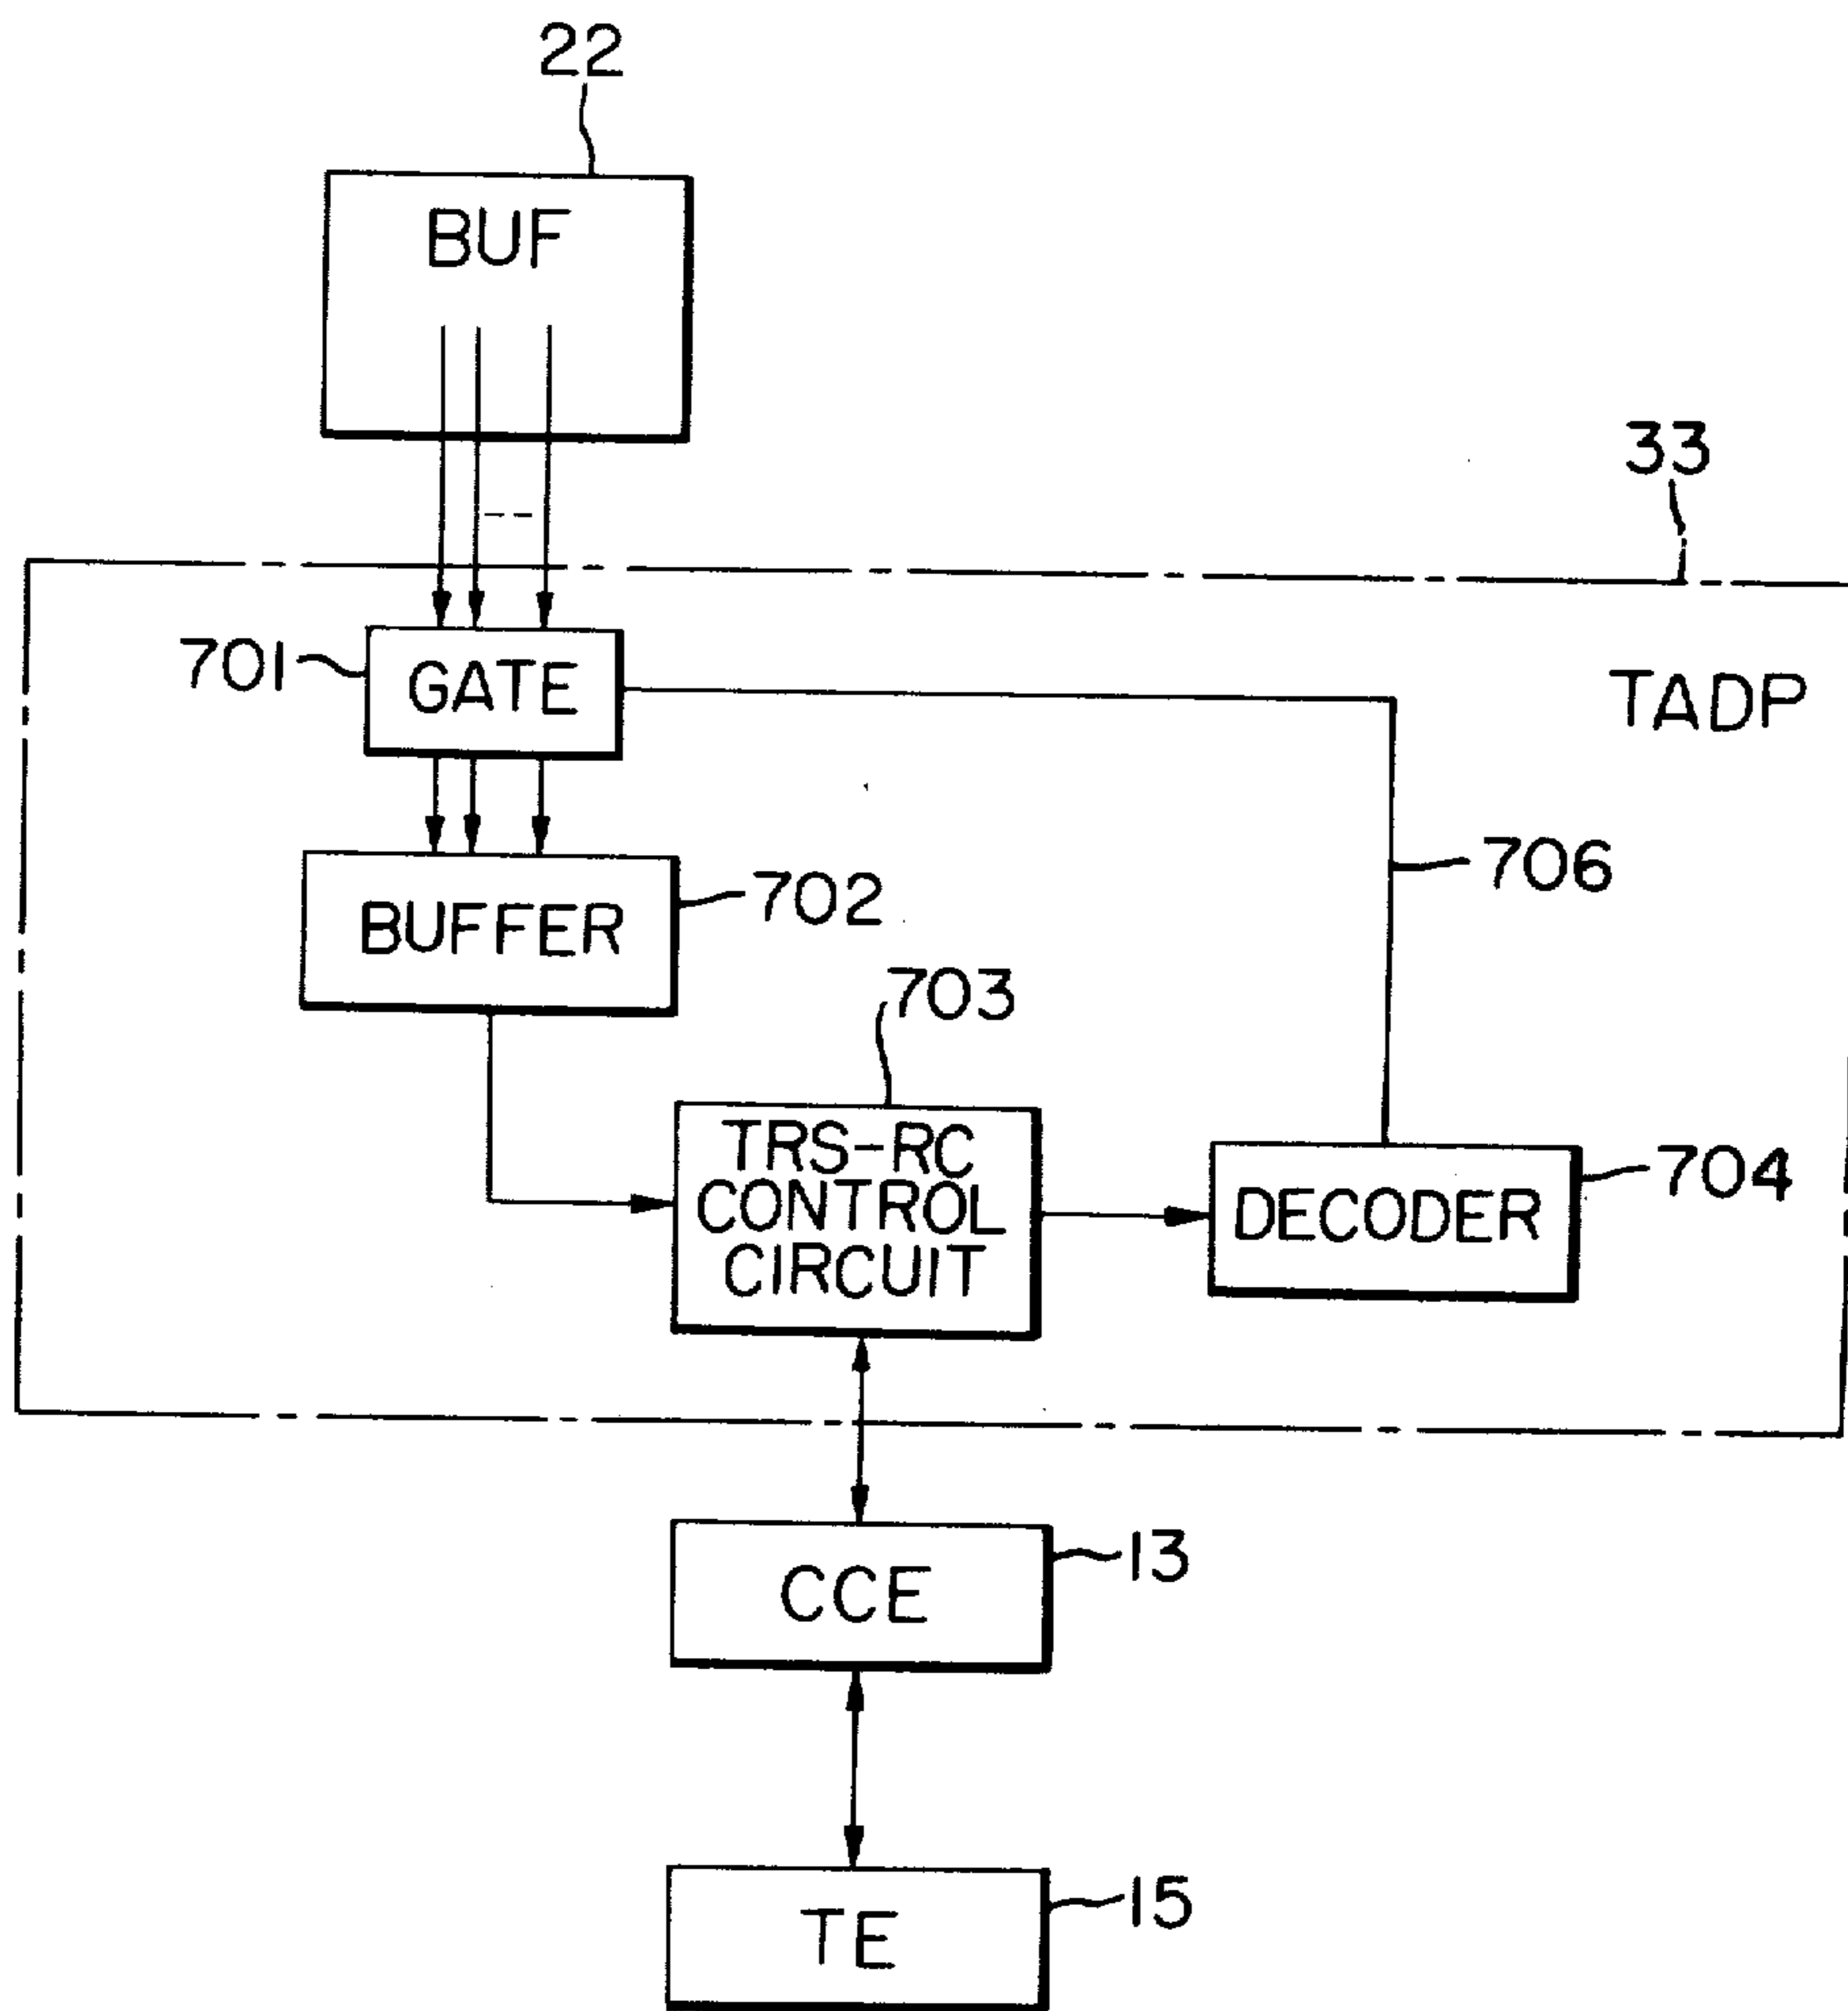 22
BUF
33
701
GATE
TADP
706
BUFFER
702
703
TRS-RC
CONTROL
CIRCUIT
DECODER
704
CCE
13
TE
15